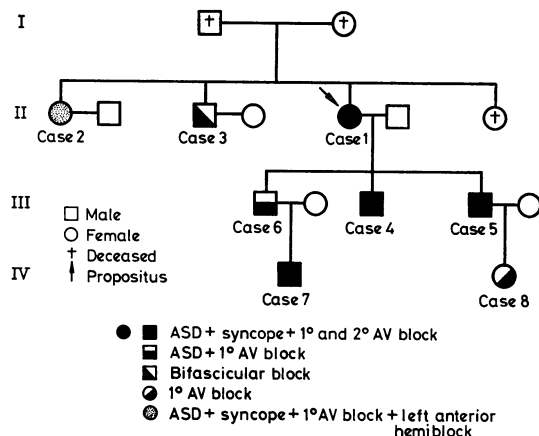 I
† †
II
†
Case 2 Case 3 Case 1
III
□ Male
○ Female
† Deceased
↑ Propositus
Case 6 Case 4 Case 5
IV
Case 7 Case 8
ASD + syncope + 1° and 2° AV block
ASD + 1° AV block
Bifascicular block
1° AV block
ASD + syncope + 1° AV block + left anterior
hemiblock